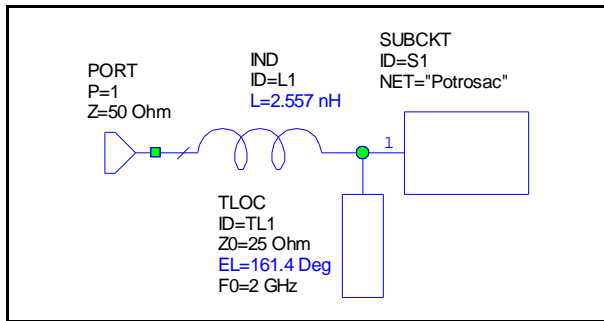 PORT
P=1
Z=50 Ohm
IND
ID=L1
L=2.557 nH
SUBCKT
ID=S1
NET="Potrosac"
1
TLOC
ID=TL1
Z0=25 Ohm
EL=161.4 Deg
F0=2 GHz